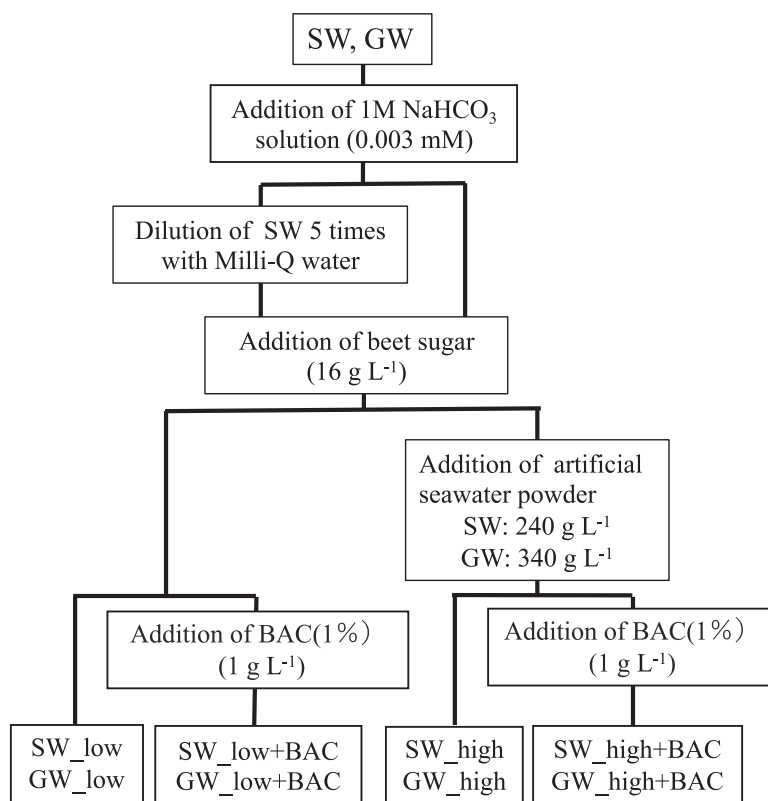 SW, GW
Addition of 1M NaHCO₃
solution (0.003 mM)
Dilution of SW 5 times
with Milli-Q water
Addition of beet sugar
(16 g L⁻¹)
Addition of artificial
seawater powder
SW: 240 g L⁻¹
GW: 340 g L⁻¹
Addition of BAC(1%)
(1 g L⁻¹)
Addition of BAC(1%)
(1 g L⁻¹)
SW_low
GW_low
SW_low+BAC
GW_low+BAC
SW_high
GW_high
SW_high+BAC
GW_high+BAC